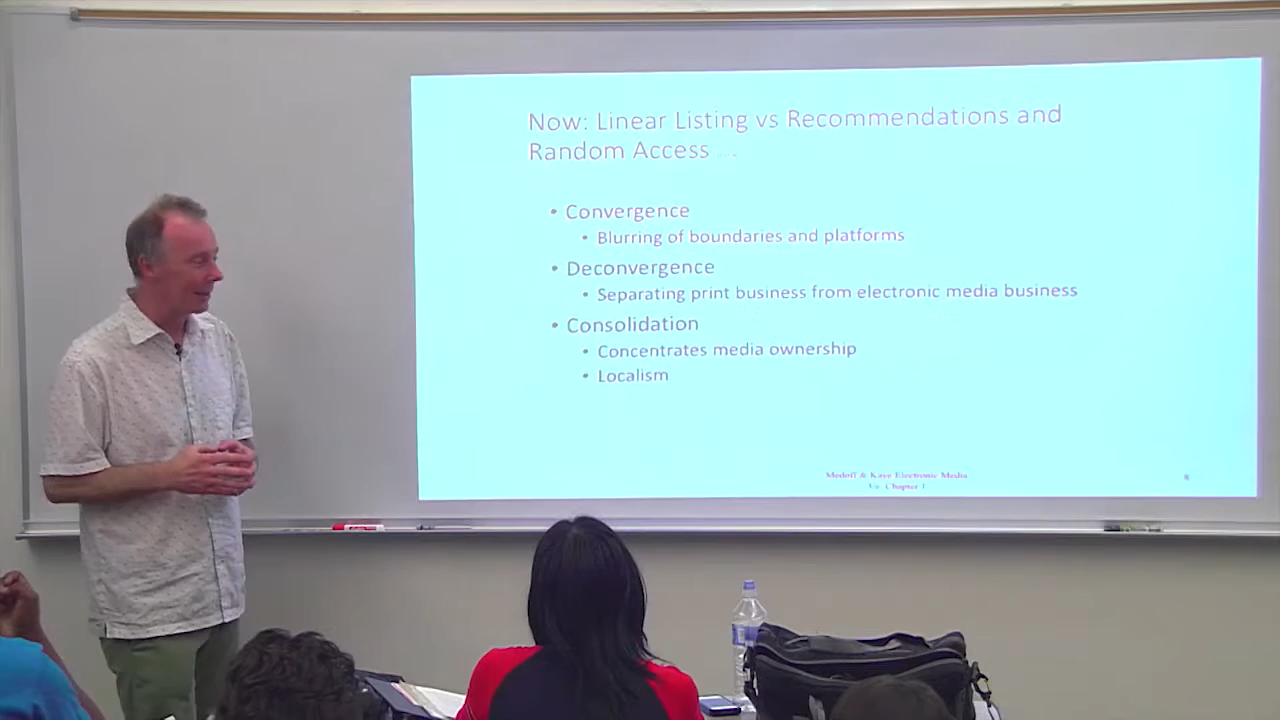 Now: Linear Listing vs Recommendations and
Random Access ....
• Convergence
• Blurring of boundaries and platforms
• Deconvergence
• Separating print business from electronic media business
• Consolidation
• Concentrates media ownership
• Localism
Medoff & Kaye Electronic Media
Chapter 1
8